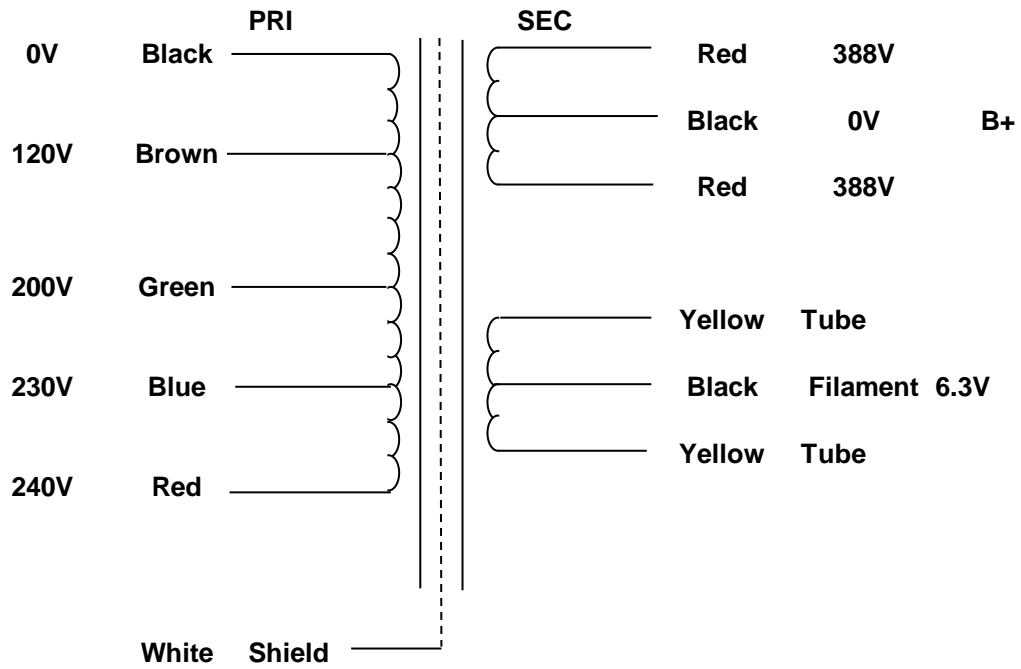 PRI SEC
0V Black Red 388V
Black 0V B+
120V Brown
Red 388V
200V Green
Yellow Tube
230V Blue Black Filament 6.3V
Yellow Tube
240V Red
White Shield